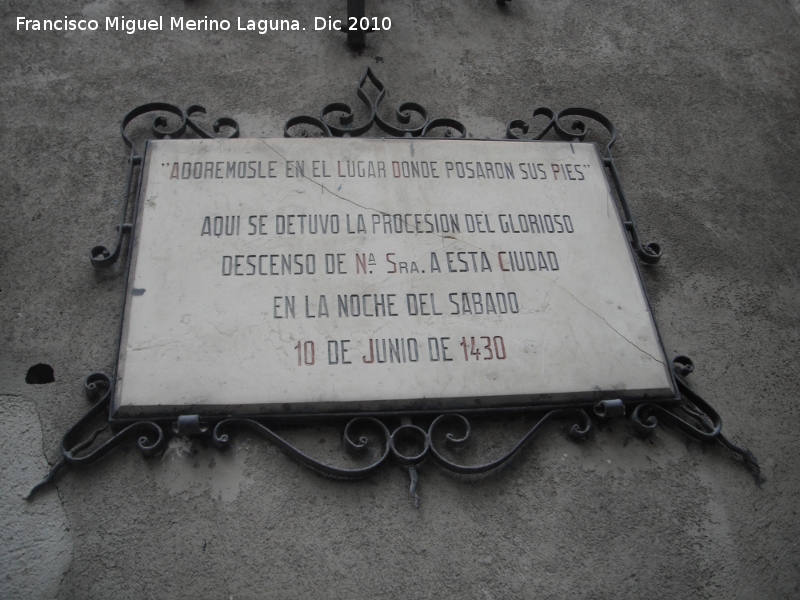 Francisco Miguel Merino Laguna. Dic 2010
"ADOREMOSLE EN EL LUGAR DONDE POSARON SUS PIES"
AQUI SE DETUVO LA PROCESION DEL GLORIOSO
DESCENSO DE Nª. SRA. A ESTA CIUDAD
EN LA NOCHE DEL SABADO
10 DE JUNIO DE 1430